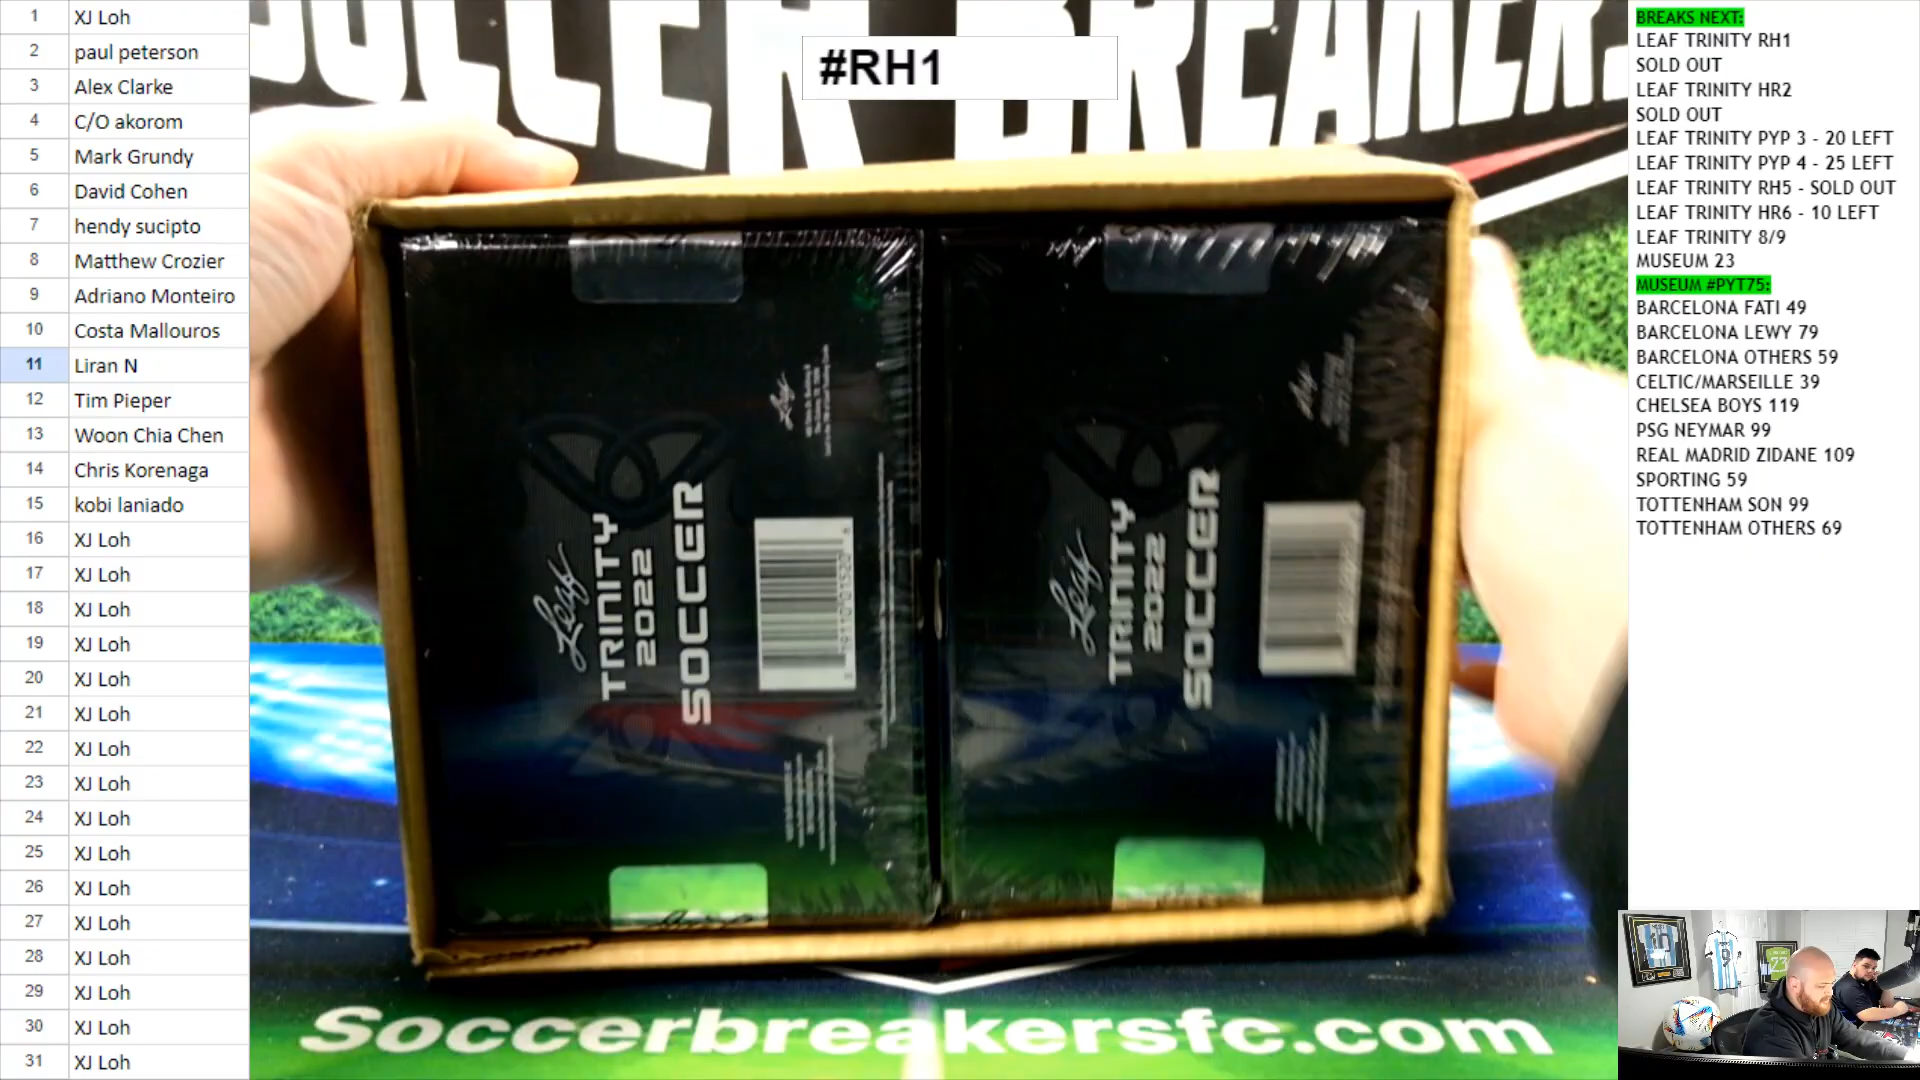 1 XJ Loh
2 paul peterson
3 Alex Clarke
4 C/O akorom
5 Mark Grundy
6 David Cohen
7 hendy sucipto
8 Matthew Crozier
9 Adriano Monteiro
10 Costa Mallouros
11 Liran N
12 Tim Pieper
13 Woon Chia Chen
14 Chris Korenaga
15 kobi laniado
16 XJ Loh
17 XJ Loh
18 XJ Loh
19 XJ Loh
20 XJ Loh
21 XJ Loh
22 XJ Loh
23 XJ Loh
24 XJ Loh
25 XJ Loh
26 XJ Loh
27 XJ Loh
28 XJ Loh
29 XJ Loh
30 XJ Loh
31 XJ Loh
SOCCER BREAKERS
#RH1
Leaf
TRINITY
2022
SOCCER
Leaf
Leaf
TRINITY
2022
SOCCER
Leaf
Soccerbreakersfc.com
BREAKS NEXT:
LEAF TRINITY RH1
SOLD OUT
LEAF TRINITY HR2
SOLD OUT
LEAF TRINITY PYP 3 - 20 LEFT
LEAF TRINITY PYP 4 - 25 LEFT
LEAF TRINITY RH5 - SOLD OUT
LEAF TRINITY HR6 - 10 LEFT
LEAF TRINITY 8/9
MUSEUM 23
MUSEUM #PYT75:
BARCELONA FATI 49
BARCELONA LEWY 79
BARCELONA OTHERS 59
CELTIC/MARSEILLE 39
CHELSEA BOYS 119
PSG NEYMAR 99
REAL MADRID ZIDANE 109
SPORTING 59
TOTTENHAM SON 99
TOTTENHAM OTHERS 69